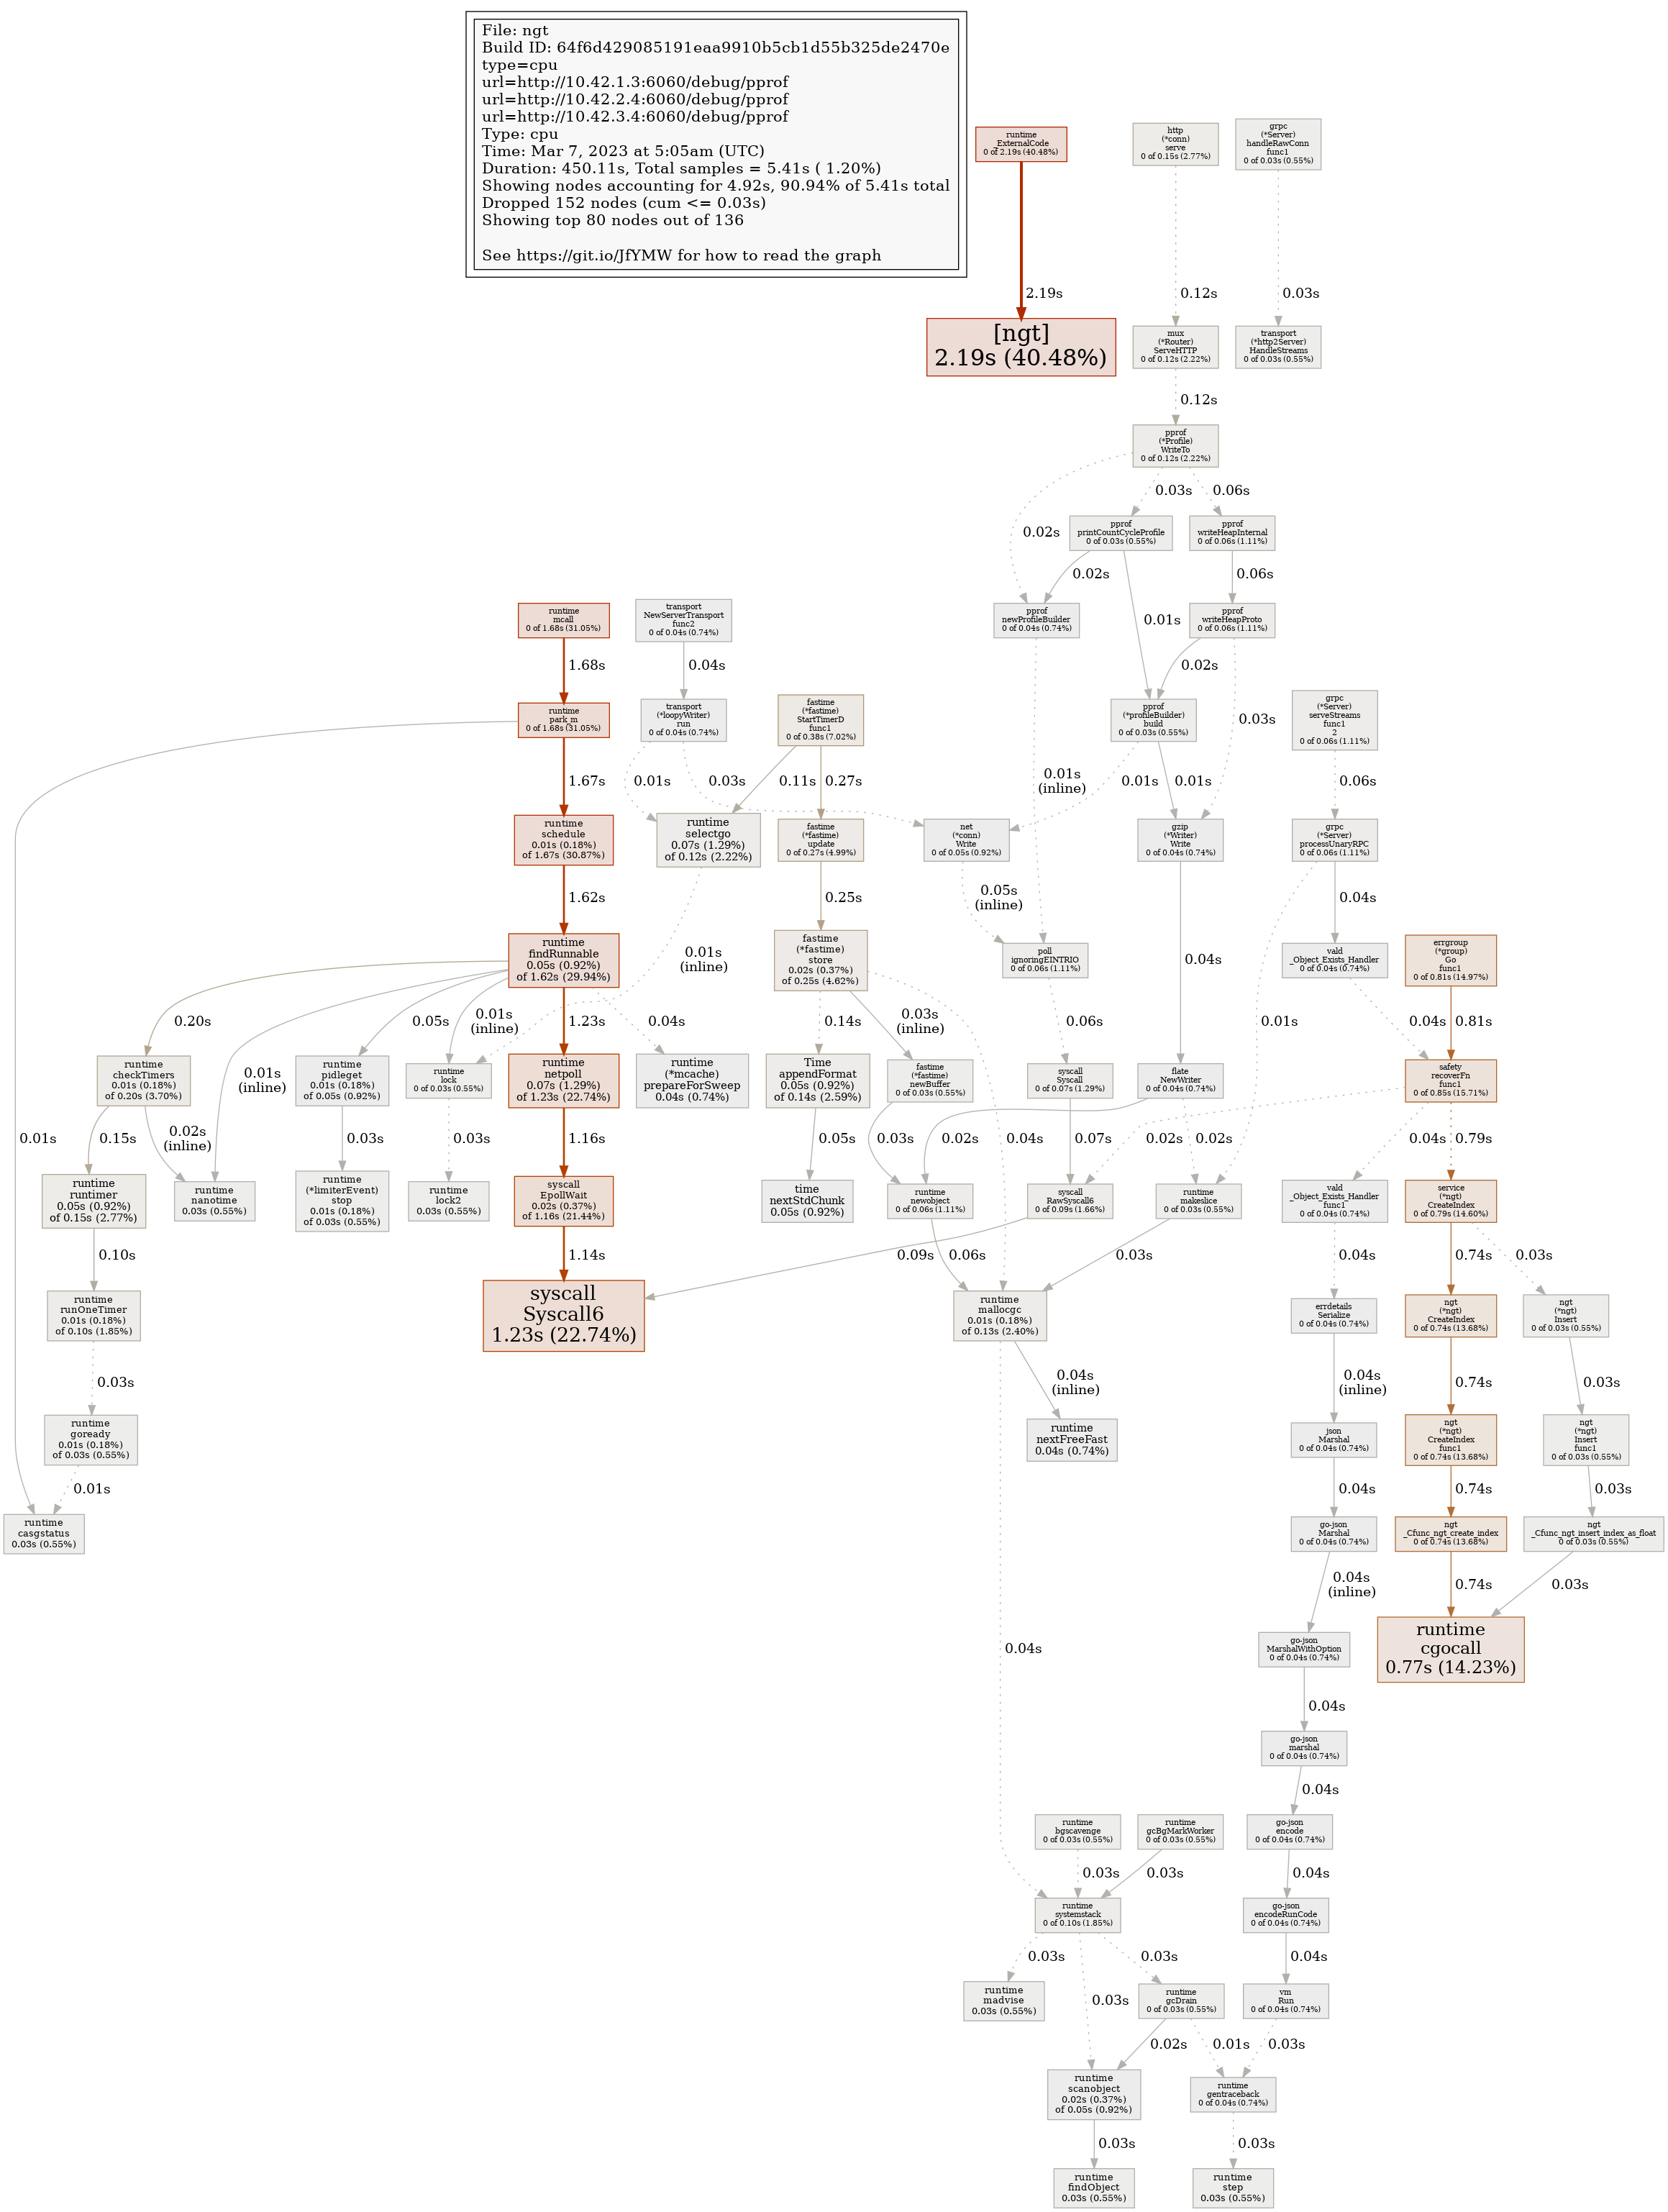 File: ngt
Build ID: 64f6d429085191eaa9910b5cb1d55b325de2470e
type=cpu
url=http://10.42.1.3:6060/debug/pprof
url=http://10.42.2.4:6060/debug/pprof
url=http://10.42.3.4:6060/debug/pprof
Type: cpu
Time: Mar 7, 2023 at 5:05am (UTC)
Duration: 450.11s, Total samples = 5.41s ( 1.20%)
Showing nodes accounting for 4.92s, 90.94% of 5.41s total
Dropped 152 nodes (cum <= 0.03s)
Showing top 80 nodes out of 136
See https://git.io/JfYMW for how to read the graph
runtime
ExternalCode
0 of 2.19s (40.48%)
http
(*conn)
serve
0 of 0.15s (2.77%)
grpc
(*Server)
handleRawConn
func1
0 of 0.03s (0.55%)
2.19s
0.12s
0.03s
[ngt]
2.19s (40.48%)
mux
(*Router)
ServeHTTP
0 of 0.12s (2.22%)
transport
(*http2Server)
HandleStreams
0 of 0.03s (0.55%)
0.12s
pprof
(*Profile)
WriteTo
0 of 0.12s (2.22%)
0.02s
0.03s
0.06s
pprof
printCountCycleProfile
0 of 0.03s (0.55%)
pprof
writeHeapInternal
0 of 0.06s (1.11%)
0.02s
0.01s
0.06s
runtime
mcall
0 of 1.68s (31.05%)
transport
NewServerTransport
func2
0 of 0.04s (0.74%)
pprof
newProfileBuilder
0 of 0.04s (0.74%)
pprof
writeHeapProto
0 of 0.06s (1.11%)
1.68s
0.04s
0.02s
0.03s
runtime
park_m
0 of 1.68s (31.05%)
transport
(*loopyWriter)
run
0 of 0.04s (0.74%)
fastime
(*fastime)
StartTimerD
func1
0 of 0.38s (7.02%)
pprof
(*profileBuilder)
build
0 of 0.03s (0.55%)
grpc
(*Server)
serveStreams
func1
2
0 of 0.06s (1.11%)
0.01s
1.67s
0.01s
0.03s
0.11s
0.27s
0.01s
(inline)
0.01s
0.01s
0.06s
runtime
schedule
0.01s (0.18%)
of 1.67s (30.87%)
runtime
selectgo
0.07s (1.29%)
of 0.12s (2.22%)
fastime
(*fastime)
update
0 of 0.27s (4.99%)
net
(*conn)
Write
0 of 0.05s (0.92%)
gzip
(*Writer)
Write
0 of 0.04s (0.74%)
grpc
(*Server)
processUnaryRPC
0 of 0.06s (1.11%)
1.62s
0.01s
(inline)
0.25s
0.05s
(inline)
0.04s
0.01s
0.04s
runtime
findRunnable
0.05s (0.92%)
of 1.62s (29.94%)
fastime
(*fastime)
store
0.02s (0.37%)
of 0.25s (4.62%)
poll
ignoringEINTRIO
0 of 0.06s (1.11%)
vald
_Object_Exists_Handler
0 of 0.04s (0.74%)
errgroup
(*group)
Go
func1
0 of 0.81s (14.97%)
0.20s
0.01s
(inline)
0.05s
0.01s
(inline)
1.23s
0.04s
0.14s
0.03s
(inline)
0.04s
0.06s
0.04s
0.81s
runtime
checkTimers
0.01s (0.18%)
of 0.20s (3.70%)
runtime
pidleget
0.01s (0.18%)
of 0.05s (0.92%)
runtime
lock
0 of 0.03s (0.55%)
runtime
netpoll
0.07s (1.29%)
of 1.23s (22.74%)
runtime
(*mcache)
prepareForSweep
0.04s (0.74%)
Time
appendFormat
0.05s (0.92%)
of 0.14s (2.59%)
fastime
(*fastime)
newBuffer
0 of 0.03s (0.55%)
syscall
Syscall
0 of 0.07s (1.29%)
flate
NewWriter
0 of 0.04s (0.74%)
safety
recoverFn
func1
0 of 0.85s (15.71%)
0.15s
0.02s
(inline)
0.03s
0.03s
1.16s
0.05s
0.03s
0.02s
0.07s
0.02s
0.02s
0.04s
0.79s
runtime
runtimer
0.05s (0.92%)
of 0.15s (2.77%)
runtime
nanotime
0.03s (0.55%)
runtime
(*limiterEvent)
stop
0.01s (0.18%)
of 0.03s (0.55%)
runtime
lock2
0.03s (0.55%)
syscall
EpollWait
0.02s (0.37%)
of 1.16s (21.44%)
time
nextStdChunk
0.05s (0.92%)
runtime
newobject
0 of 0.06s (1.11%)
syscall
RawSyscall6
0 of 0.09s (1.66%)
runtime
makeslice
0 of 0.03s (0.55%)
vald
_Object_Exists_Handler
func1
0 of 0.04s (0.74%)
service
(*ngt)
CreateIndex
0 of 0.79s (14.60%)
0.10s
1.14s
0.09s
0.06s
0.03s
0.04s
0.74s
0.03s
runtime
runOneTimer
0.01s (0.18%)
of 0.10s (1.85%)
syscall
Syscall6
1.23s (22.74%)
runtime
mallocgc
0.01s (0.18%)
of 0.13s (2.40%)
errdetails
Serialize
0 of 0.04s (0.74%)
ngt
(*ngt)
CreateIndex
0 of 0.74s (13.68%)
ngt
(*ngt)
Insert
0 of 0.03s (0.55%)
0.03s
0.04s
0.04s
(inline)
0.04s
(inline)
0.74s
0.03s
runtime
goready
0.01s (0.18%)
of 0.03s (0.55%)
runtime
nextFreeFast
0.04s (0.74%)
json
Marshal
0 of 0.04s (0.74%)
ngt
(*ngt)
CreateIndex
func1
0 of 0.74s (13.68%)
ngt
(*ngt)
Insert
func1
0 of 0.03s (0.55%)
0.01s
0.04s
0.74s
0.03s
runtime
casgstatus
0.03s (0.55%)
go-json
Marshal
0 of 0.04s (0.74%)
ngt
_Cfunc_ngt_create_index
0 of 0.74s (13.68%)
ngt
_Cfunc_ngt_insert_index_as_float
0 of 0.03s (0.55%)
0.04s
(inline)
0.74s
0.03s
go-json
MarshalWithOption
0 of 0.04s (0.74%)
runtime
cgocall
0.77s (14.23%)
0.04s
go-json
marshal
0 of 0.04s (0.74%)
0.04s
runtime
bgscavenge
0 of 0.03s (0.55%)
runtime
gcBgMarkWorker
0 of 0.03s (0.55%)
go-json
encode
0 of 0.04s (0.74%)
0.03s
0.03s
0.04s
runtime
systemstack
0 of 0.10s (1.85%)
go-json
encodeRunCode
0 of 0.04s (0.74%)
0.03s
0.03s
0.03s
0.04s
runtime
madvise
0.03s (0.55%)
runtime
gcDrain
0 of 0.03s (0.55%)
vm
Run
0 of 0.04s (0.74%)
0.02s
0.01s
0.03s
runtime
scanobject
0.02s (0.37%)
of 0.05s (0.92%)
runtime
gentraceback
0 of 0.04s (0.74%)
0.03s
0.03s
runtime
findObject
0.03s (0.55%)
runtime
step
0.03s (0.55%)